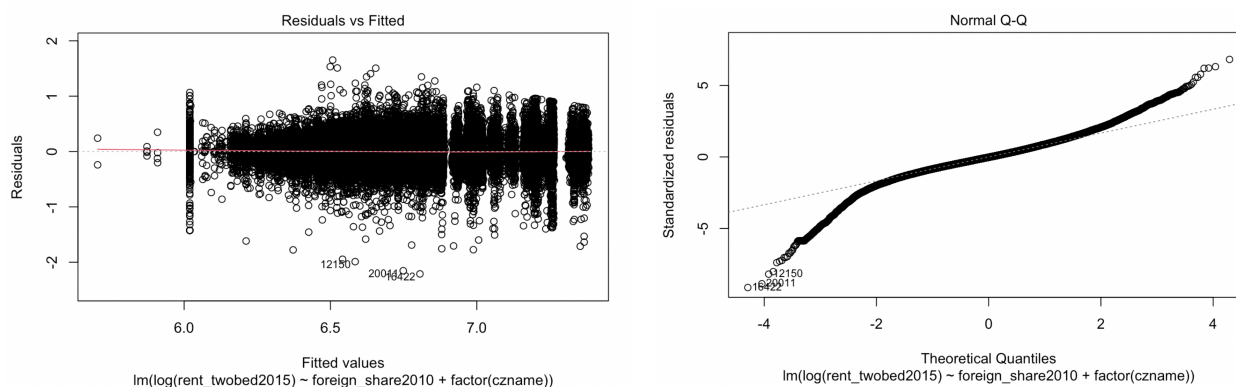 Residuals vs Fitted
Residuals
2
1
0
-1
-2
12150
20011
16422
6.0 6.5 7.0
Fitted values
lm(log(rent_twobed2015) ~ foreign_share2010 + factor(czname))
Normal Q-Q
Standardized residuals
5
0
-5
12150
20011
16422
-4 -2 0 2 4
Theoretical Quantiles
lm(log(rent_twobed2015) ~ foreign_share2010 + factor(czname))